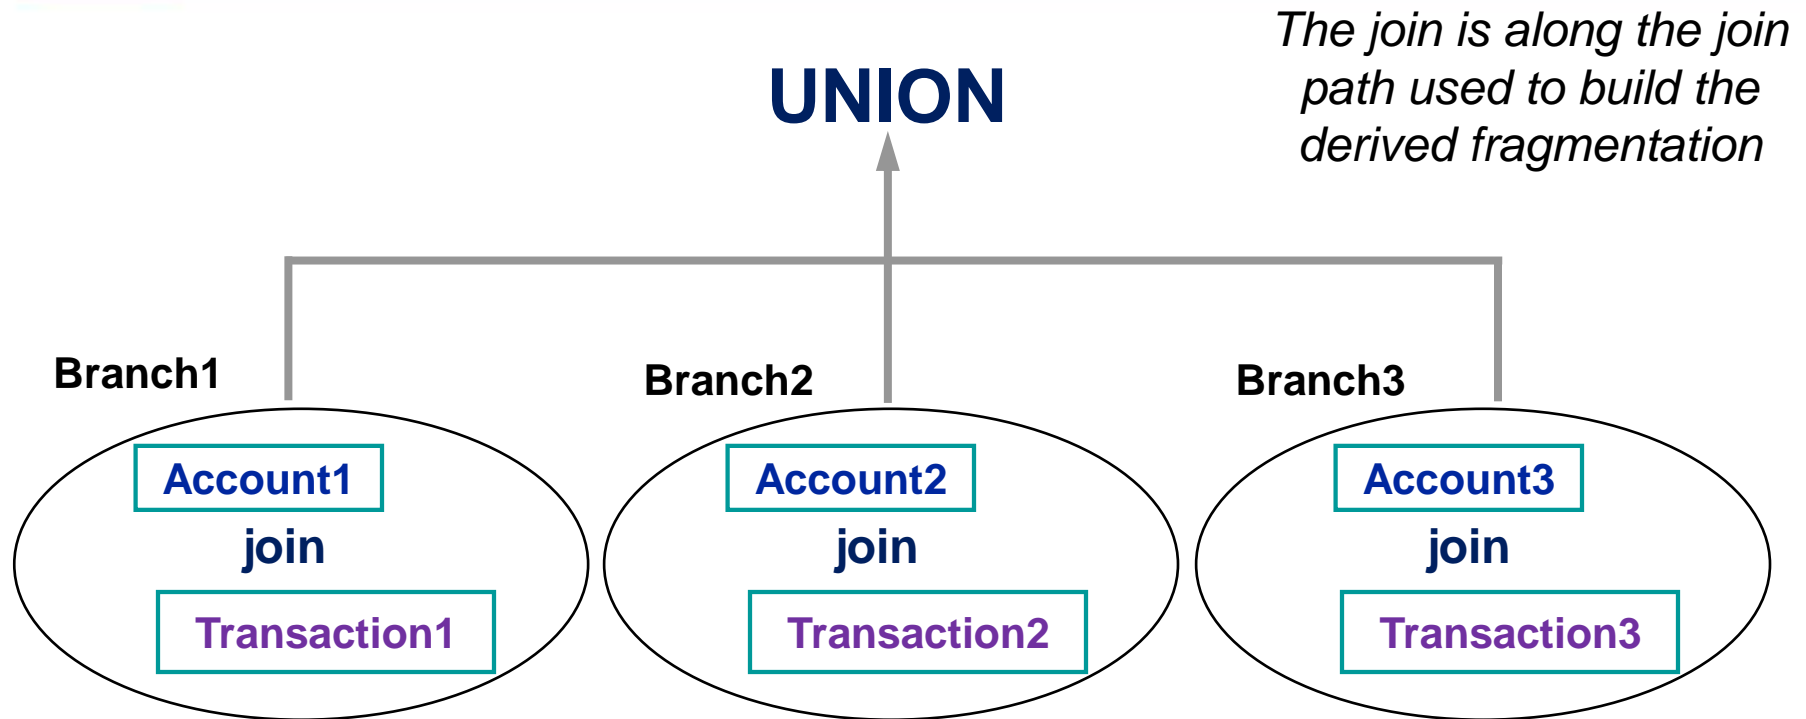 The join is along the join
path used to build the
derived fragmentation
UNION
Branch1
Branch2
Branch3
Account1
join
Transaction1
Account2
join
Transaction2
Account3
join
Transaction3